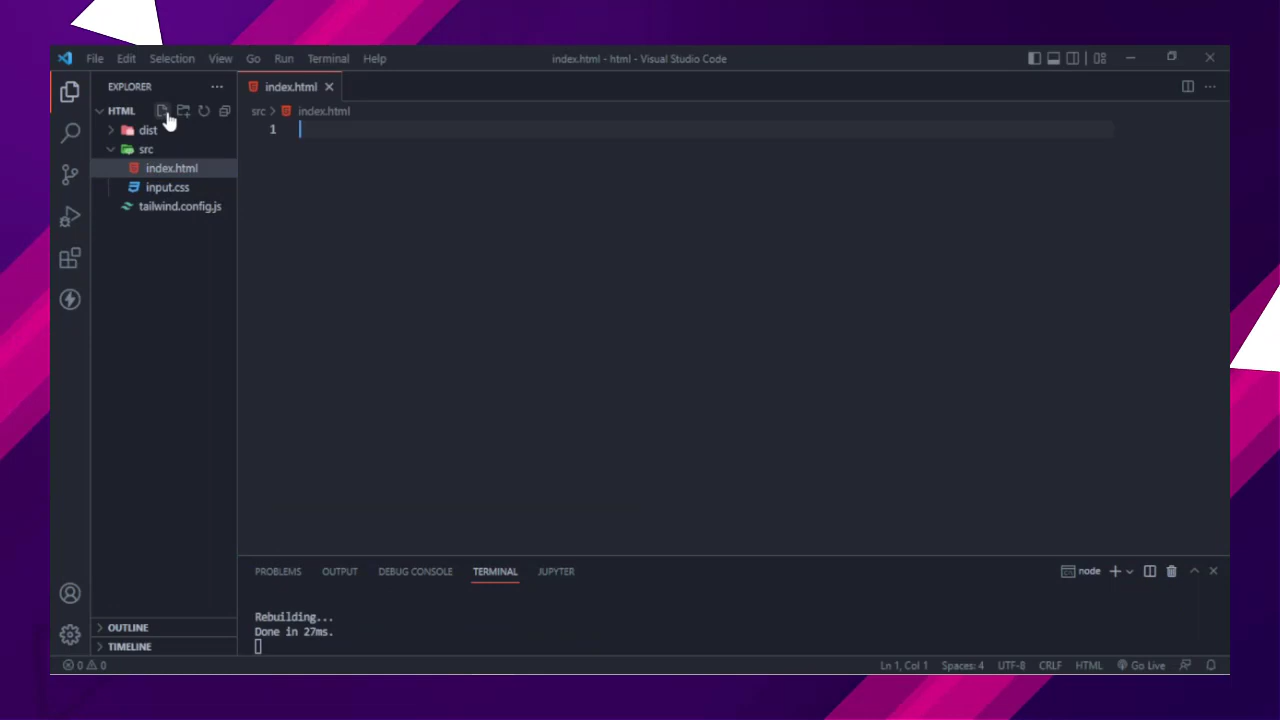 File Edit Selection View Go Run Terminal Help
index.html - html - Visual Studio Code
EXPLORER
HTML
dist
src
index.html
input.css
tailwind.config.js
OUTLINE
TIMELINE
index.html
src > index.html
1
PROBLEMS OUTPUT DEBUG CONSOLE TERMINAL JUPYTER
node
Rebuilding...
Done in 27ms.
0 0
Ln 1, Col 1 Spaces: 4 UTF-8 CRLF HTML Go Live